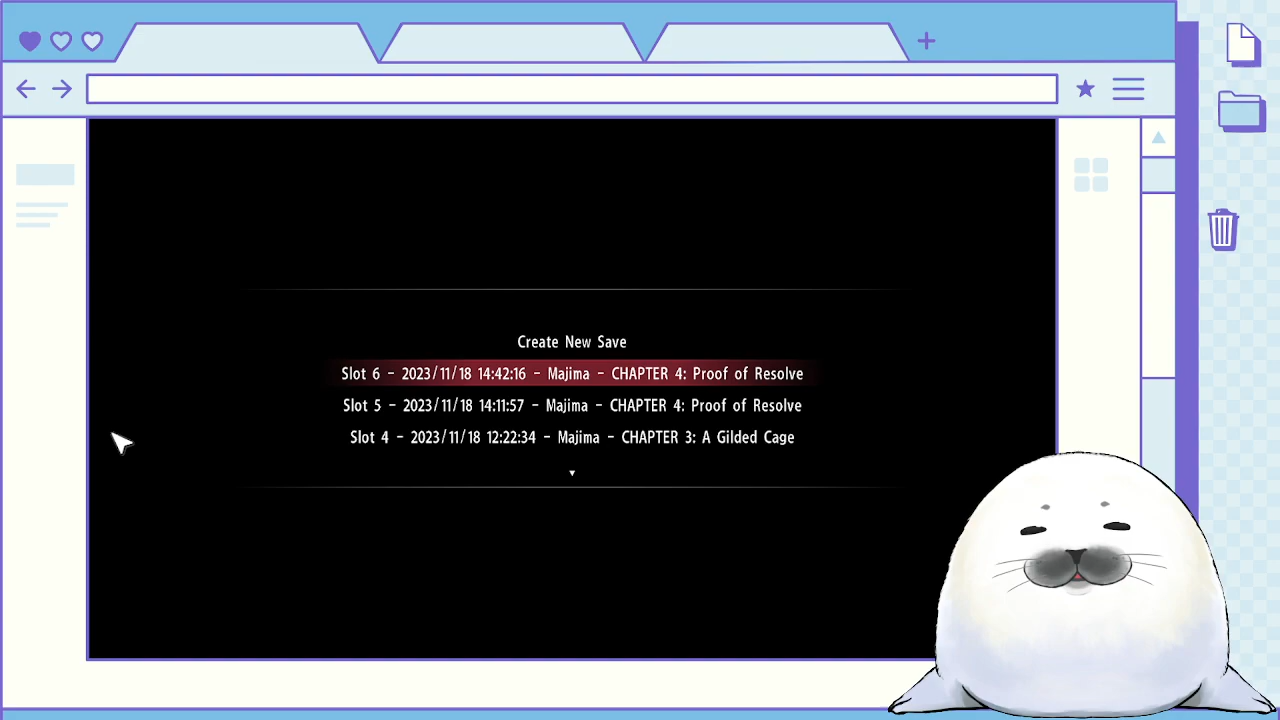 Create New Save
Slot 6 - 2023/11/18 14:42:16 - Majima - CHAPTER 4: Proof of Resolve
Slot 5 - 2023/11/18 14:11:57 - Majima - CHAPTER 4: Proof of Resolve
Slot 4 - 2023/11/18 12:22:34 - Majima - CHAPTER 3: A Gilded Cage